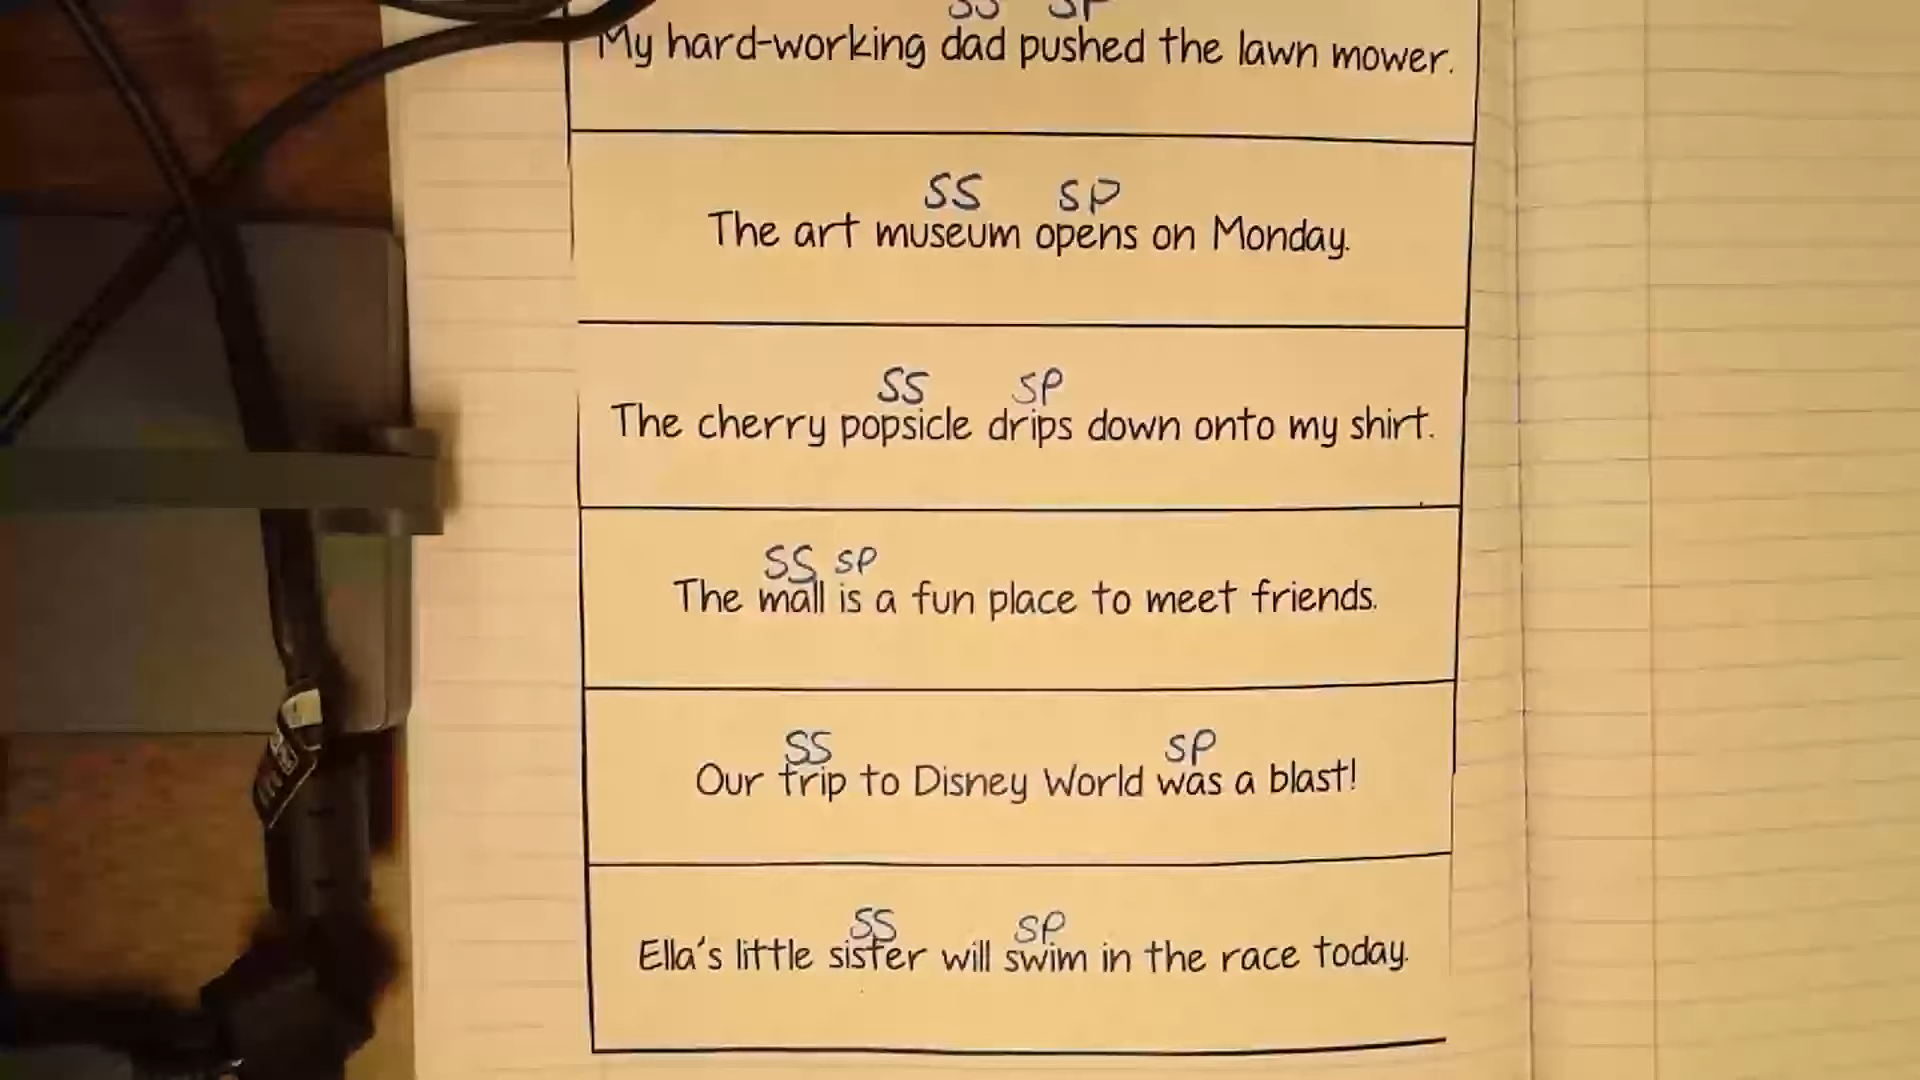 SS SP
My hard-working dad pushed the lawn mower.
SS SP
The art museum opens on Monday.
SS SP
The cherry popsicle drips down onto my shirt.
SS SP
The mall is a fun place to meet friends.
SS SP
Our trip to Disney World was a blast!
SS SP
Ella's little sister will swim in the race today.